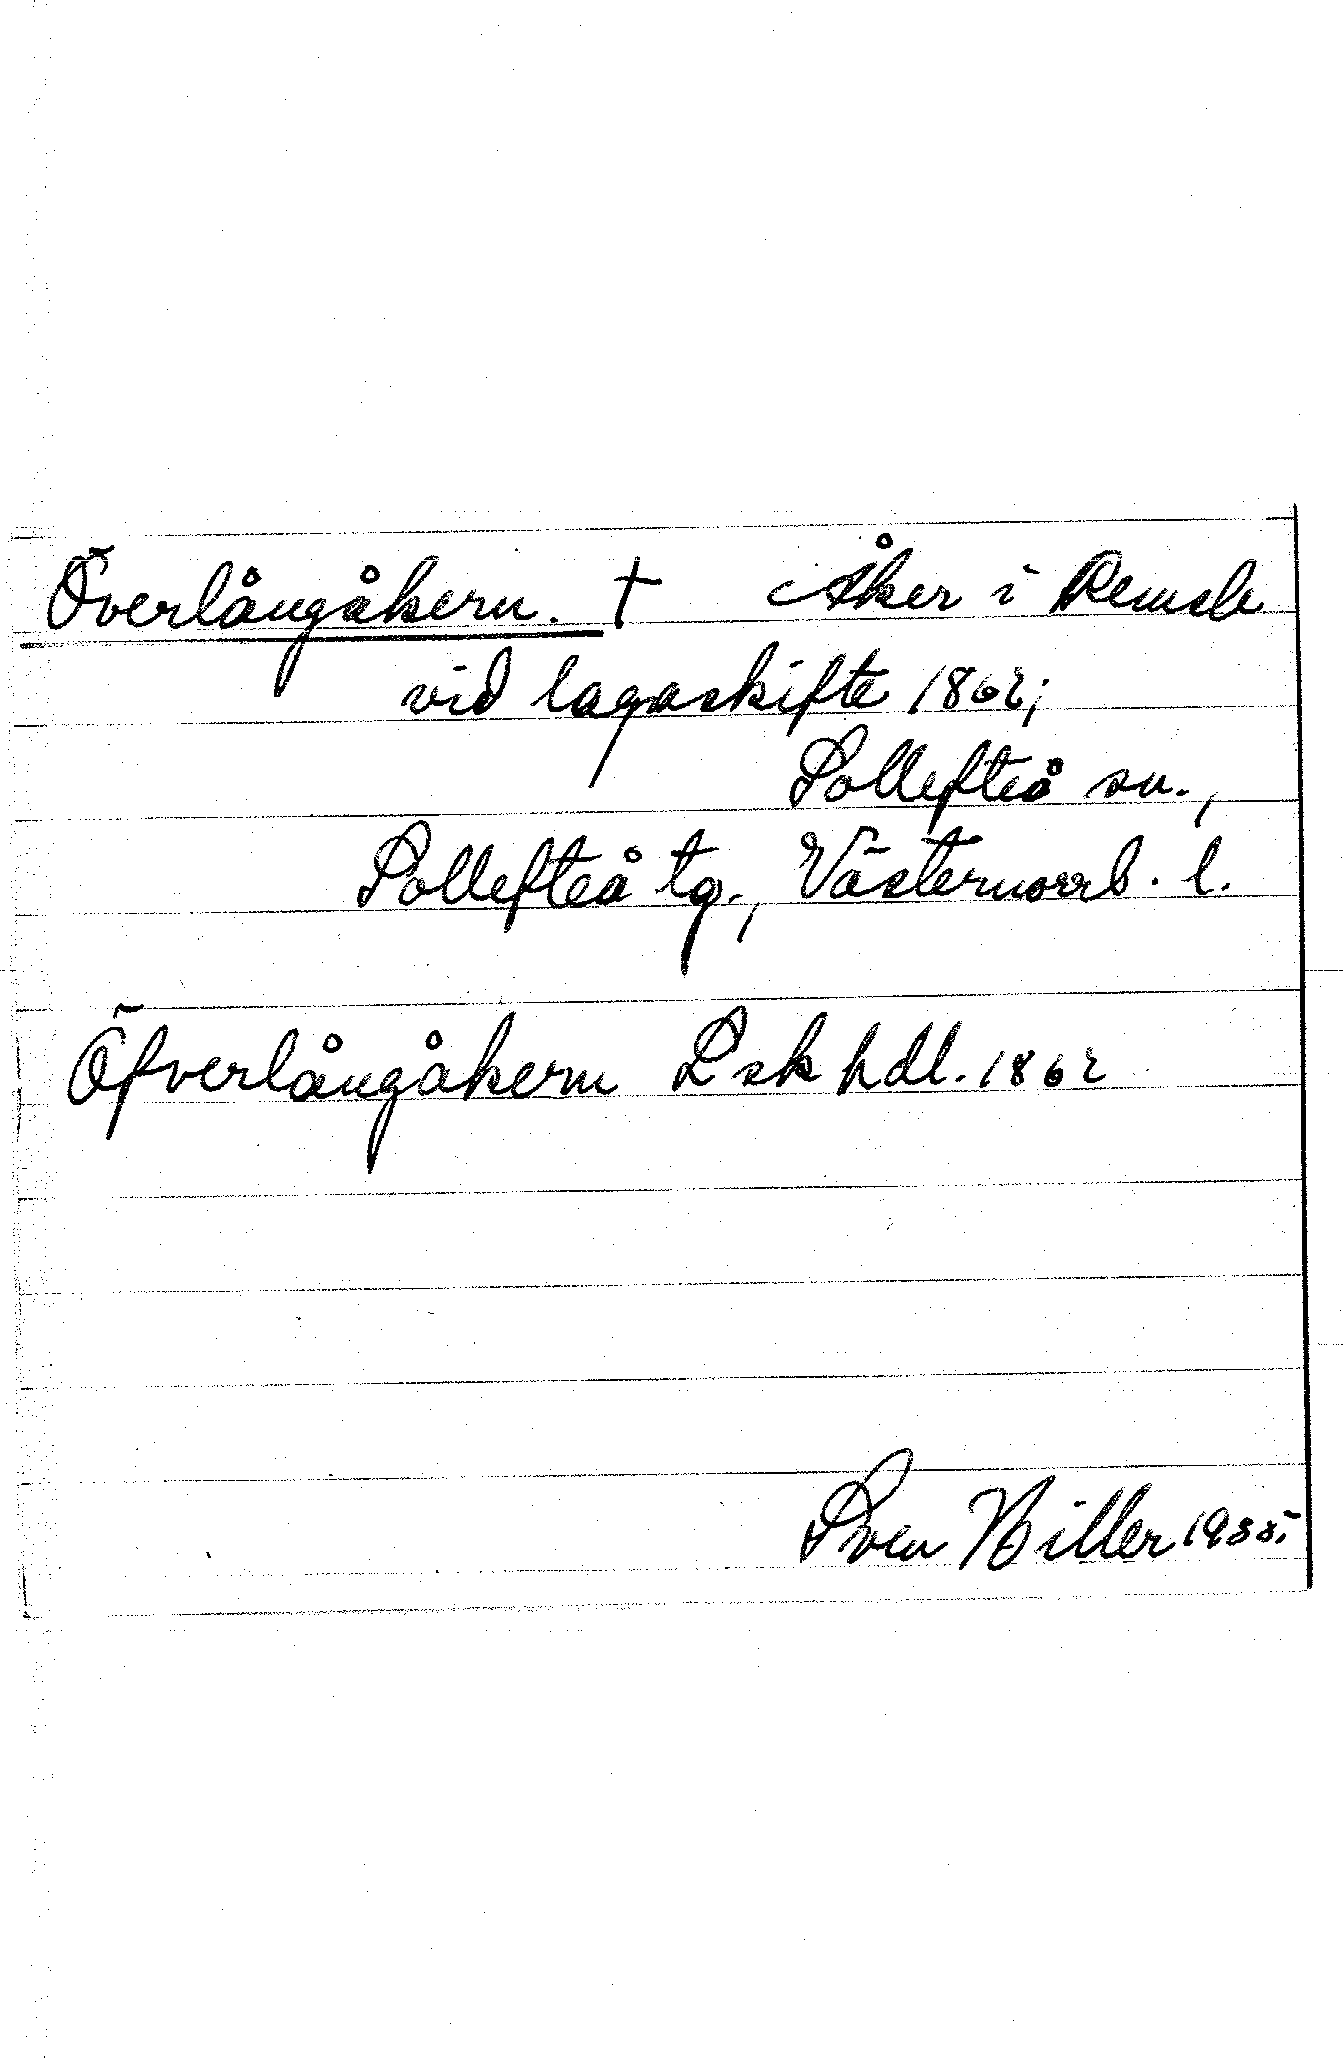 Överlångåkern. † Åker i Remsle
vid lagaskifte 1862;
Sollefteå sn.,
Sollefteå tg., Västernorrl. l.
Öfverlångåkern Lsk hdl. 1862
Sven Hiller 1935.